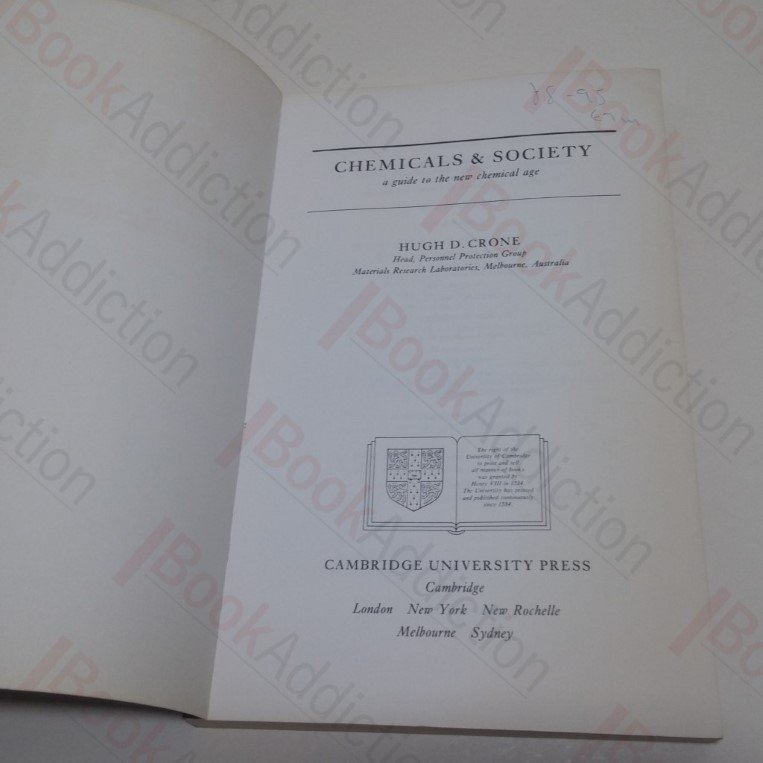 CHEMICALS & SOCIETY
a guide to the new chemical age
HUGH D. CRONE
Head, Personnel Protection Group
Materials Research Laboratories, Melbourne, Australia
The right of the
University of Cambridge
to print and sell
all manner of books
was granted by
Henry VIII in 1534.
The University has printed
and published continuously
since 1584.
CAMBRIDGE UNIVERSITY PRESS
Cambridge
London New York New Rochelle
Melbourne Sydney
BookAddiction